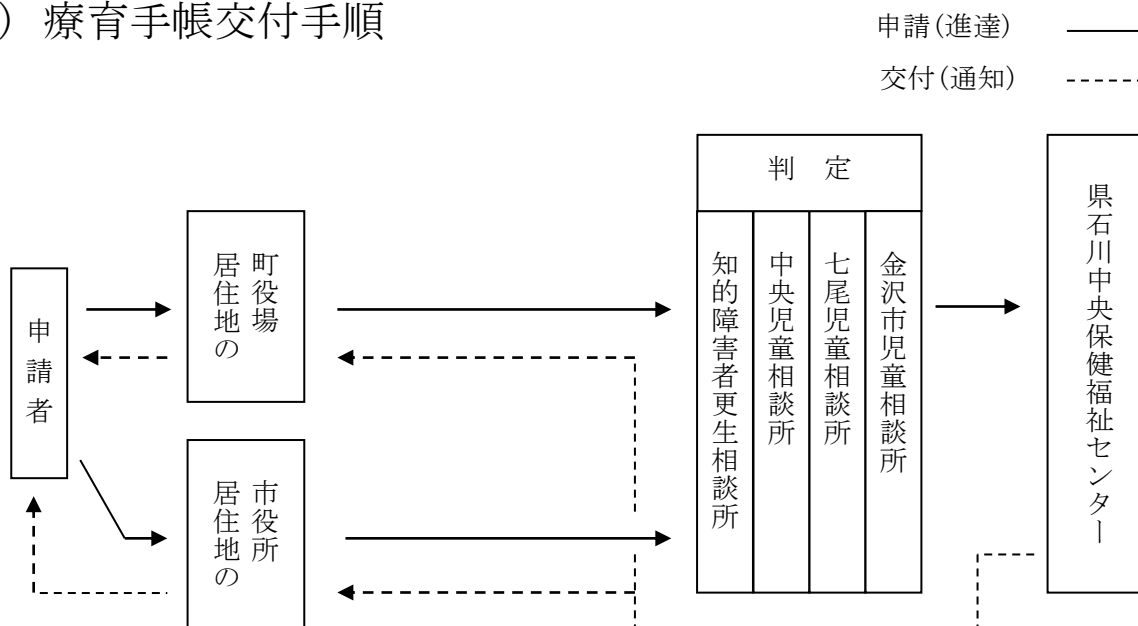 ) 療育手帳交付手順
申請(進達)
交付(通知)
判 定
申請者
居住地の
町役場
居住地の
市役所
知的障害者更生相談所
中央児童相談所
七尾児童相談所
金沢市児童相談所
県石川中央保健福祉センター